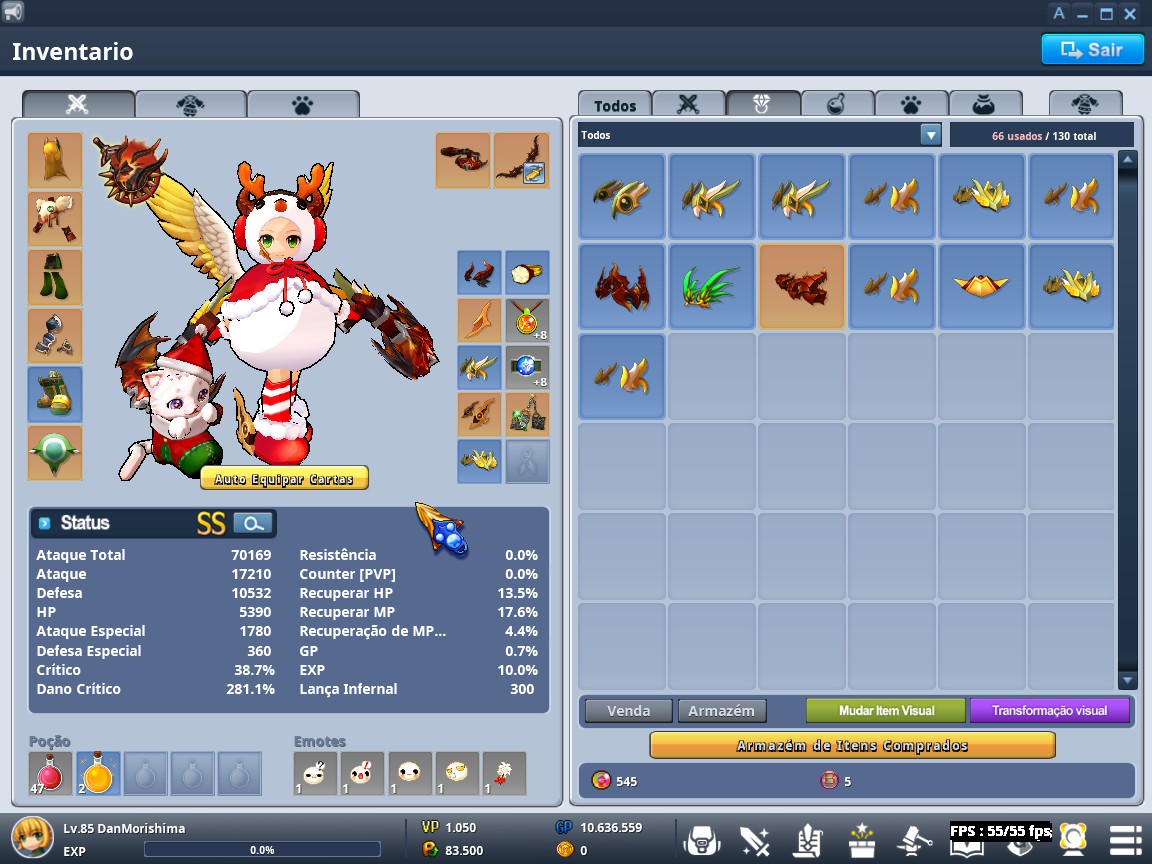 A
Inventario
Sair
Todos
Todos
66 usados / 130 total
+8
+8
Auto Equipar Cartas
Status SS
Ataque Total 70169 Resistência 0.0%
Ataque 17210 Counter [PVP] 0.0%
Defesa 10532 Recuperar HP 13.5%
HP 5390 Recuperar MP 17.6%
Ataque Especial 1780 Recuperação de MP... 4.4%
Defesa Especial 360 GP 0.7%
Crítico 38.7% EXP 10.0%
Dano Crítico 281.1% Lança Infernal 300
Venda Armazém Mudar Item Visual Transformação visual
Armazém de Itens Comprados
Poção Emotes
47 2 1 1 1 1 1
545 5
Lv.85 DanMorishima VP 1.050 GP 10.636.559
EXP 0.0% 83.500 0
FPS : 55/55 fps